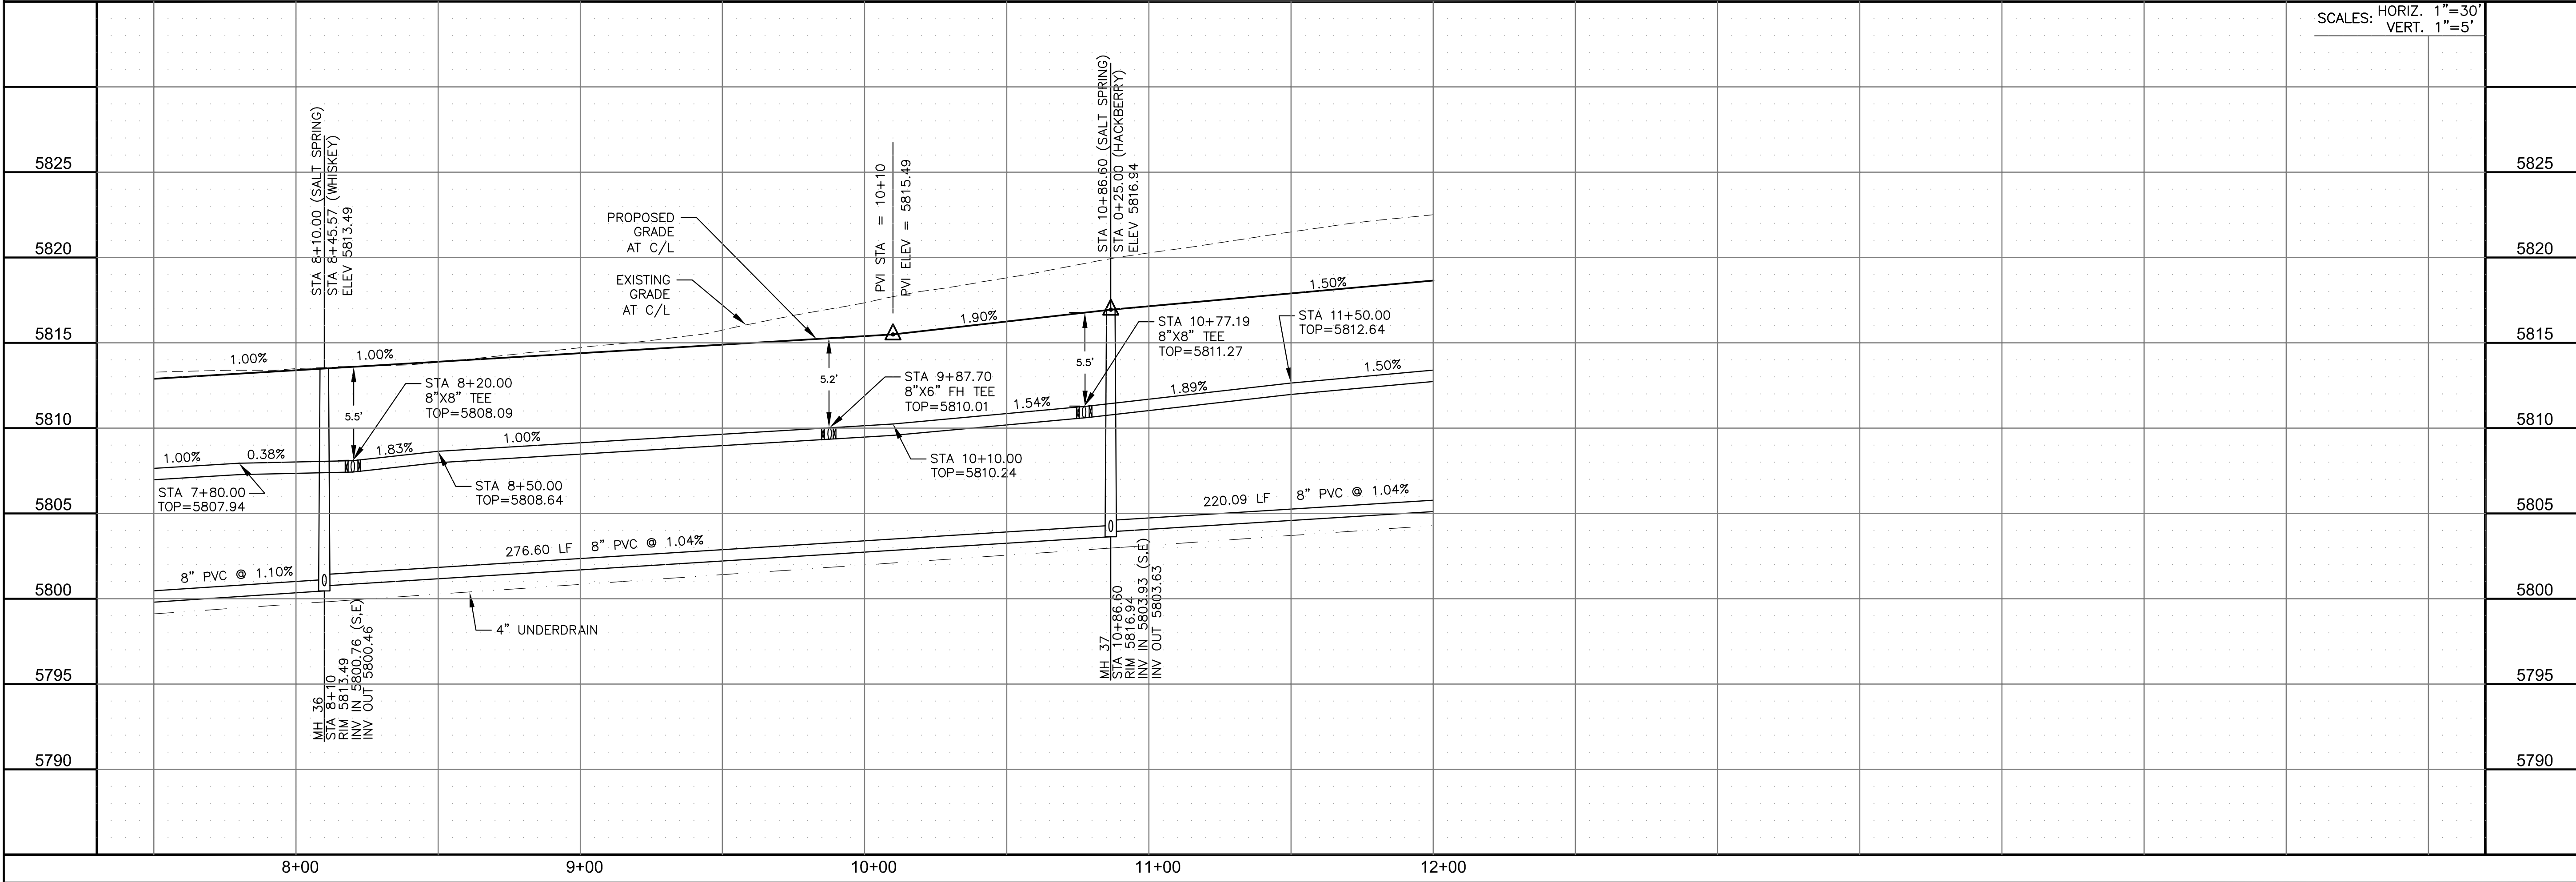 SCALES: HORIZ. 1"=30'
VERT. 1"=5'
5825
5820
5815
5810
5805
5800
5795
5790
STA 8+10.00 (SALT SPRING)
STA 8+45.57 (WHISKEY)
ELEV 5813.49
PROPOSED
GRADE
AT C/L
EXISTING
GRADE
AT C/L
PVI STA = 10+10
PVI ELEV = 5815.49
STA 10+86.60 (SALT SPRING)
STA 0+25.00 (HACKBERRY)
ELEV 5816.94
1.00%
1.00%
1.90%
1.50%
5.5'
STA 8+20.00
8"X8" TEE
TOP=5808.09
5.2'
STA 9+87.70
8"X6" FH TEE
TOP=5810.01
5.5'
STA 10+77.19
8"X8" TEE
TOP=5811.27
STA 11+50.00
TOP=5812.64
1.00%
0.38%
1.83%
1.00%
1.54%
1.89%
1.50%
STA 7+80.00
TOP=5807.94
STA 8+50.00
TOP=5808.64
STA 10+10.00
TOP=5810.24
8" PVC @ 1.10%
276.60 LF 8" PVC @ 1.04%
220.09 LF 8" PVC @ 1.04%
4" UNDERDRAIN
MH 36
STA 8+10
RIM 5813.49
INV IN 5800.76 (S,E)
INV OUT 5800.46
MH 37
STA 10+86.60
RIM 5816.94
INV IN 5803.93 (S,E)
INV OUT 5803.63
5825
5820
5815
5810
5805
5800
5795
5790
8+00
9+00
10+00
11+00
12+00